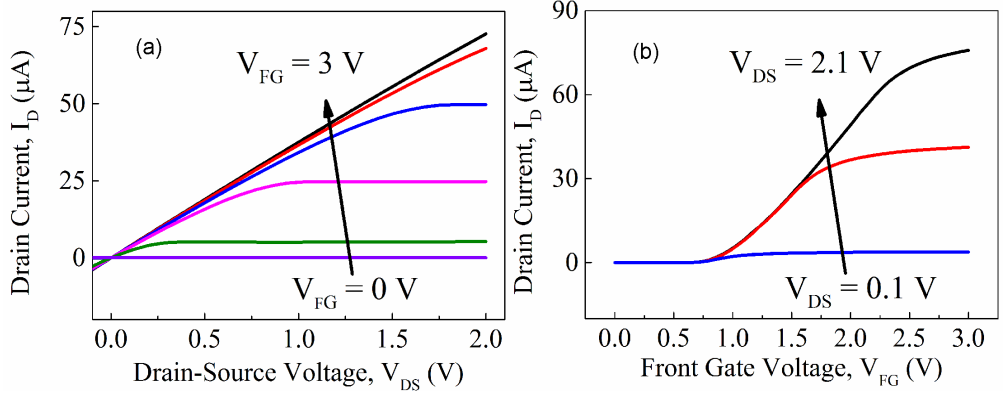 (a)
V_FG = 3 V
V_FG = 0 V
75
50
25
0
Drain Current, I_D (μA)
0.0 0.5 1.0 1.5 2.0
Drain-Source Voltage, V_DS (V)
(b)
V_DS = 2.1 V
V_DS = 0.1 V
90
60
30
0
Drain Current, I_D (μA)
0.0 0.5 1.0 1.5 2.0 2.5 3.0
Front Gate Voltage, V_FG (V)